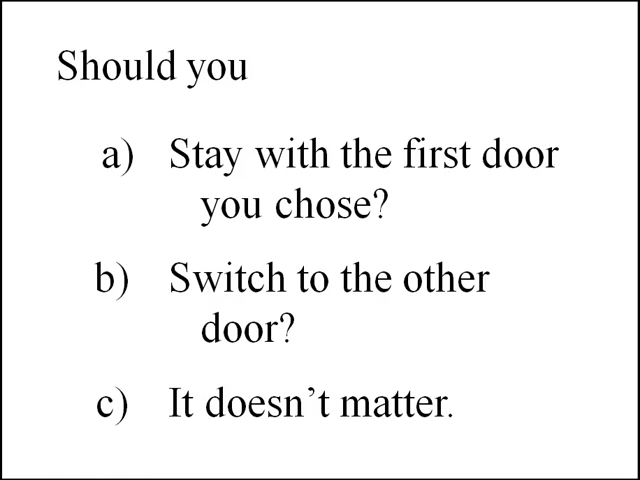 Should you
a) Stay with the first door
you chose?
b) Switch to the other
door?
c) It doesn’t matter.